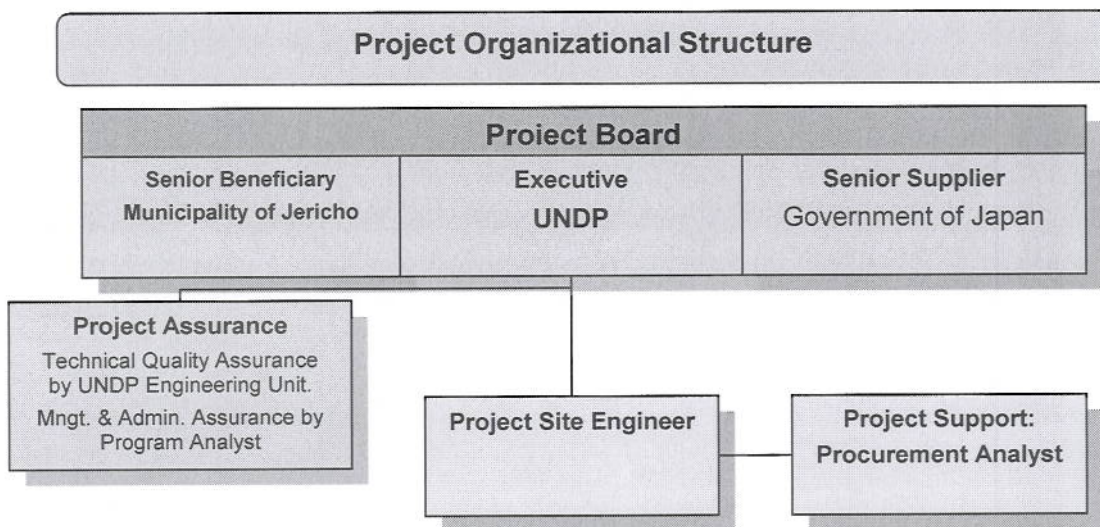 Project Organizational Structure
Project Board
Senior Beneficiary
Municipality of Jericho
Executive
UNDP
Senior Supplier
Government of Japan
Project Assurance
Technical Quality Assurance
by UNDP Engineering Unit.
Mngt. & Admin. Assurance by
Program Analyst
Project Site Engineer
Project Support:
Procurement Analyst